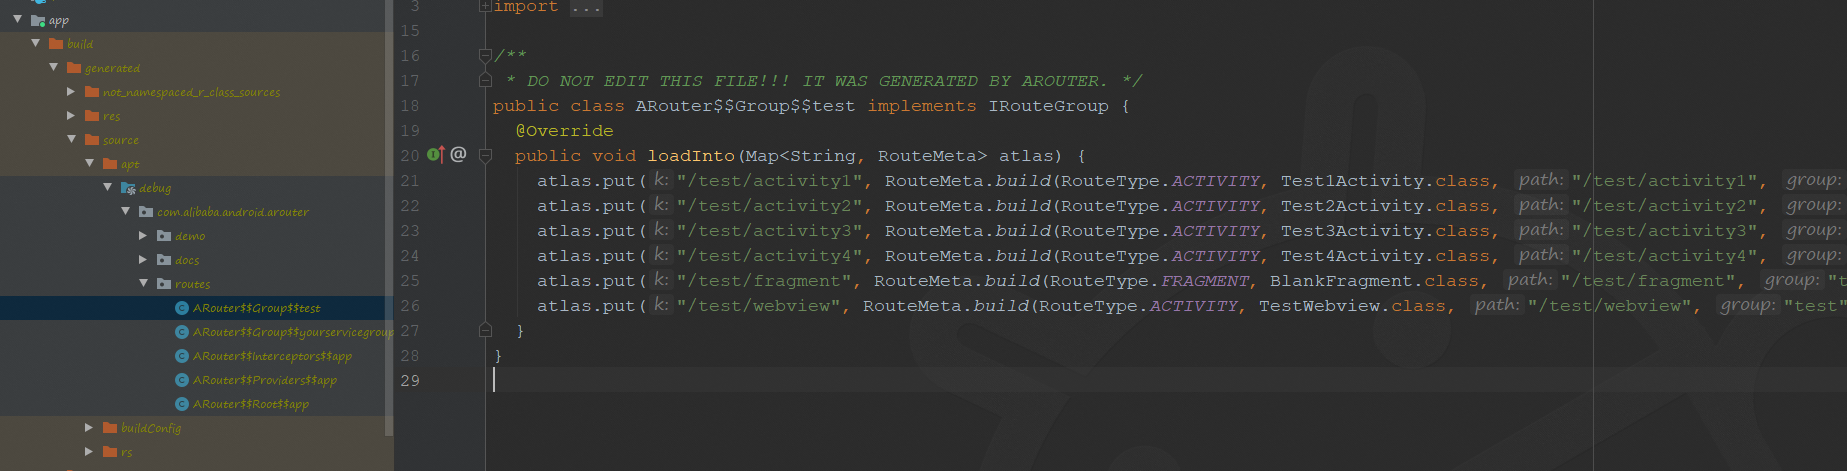 app
build
generated
not_namespaced_r_class_sources
res
source
apt
debug
com.alibaba.android.arouter
demo
docs
routes
ARouter$$Group$$test
ARouter$$Group$$yourservicegroup
ARouter$$Interceptors$$app
ARouter$$Providers$$app
ARouter$$Root$$app
buildConfig
rs
3 import ...
15
16 /**
17 * DO NOT EDIT THIS FILE!!! IT WAS GENERATED BY AROUTER. */
18 public class ARouter$$Group$$test implements IRouteGroup {
19 @Override
20 @ public void loadInto(Map<String, RouteMeta> atlas) {
21 atlas.put( k: "/test/activity1", RouteMeta.build(RouteType.ACTIVITY, Test1Activity.class, path: "/test/activity1", group:
22 atlas.put( k: "/test/activity2", RouteMeta.build(RouteType.ACTIVITY, Test2Activity.class, path: "/test/activity2", group:
23 atlas.put( k: "/test/activity3", RouteMeta.build(RouteType.ACTIVITY, Test3Activity.class, path: "/test/activity3", group:
24 atlas.put( k: "/test/activity4", RouteMeta.build(RouteType.ACTIVITY, Test4Activity.class, path: "/test/activity4", group:
25 atlas.put( k: "/test/fragment", RouteMeta.build(RouteType.FRAGMENT, BlankFragment.class, path: "/test/fragment", group: "t
26 atlas.put( k: "/test/webview", RouteMeta.build(RouteType.ACTIVITY, TestWebview.class, path: "/test/webview", group: "test"
27 }
28 }
29